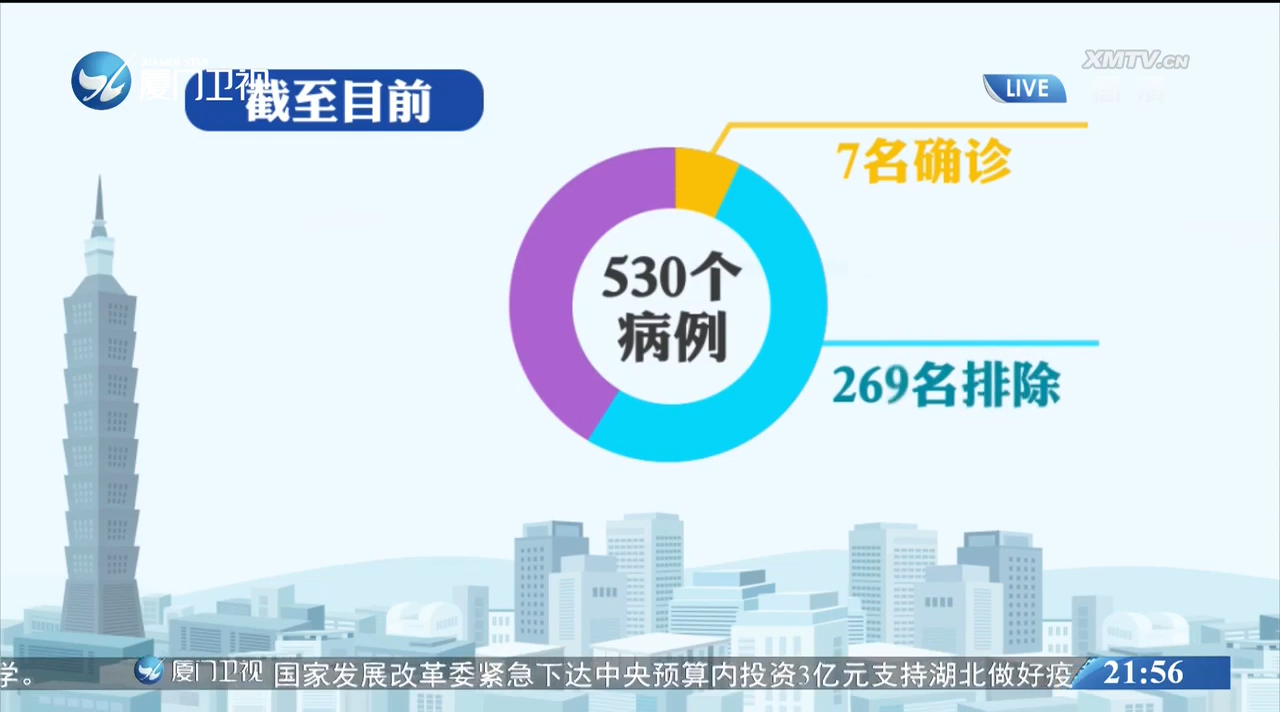 厦门卫视
截至目前
XMTV.CN
LIVE
7名确诊
530个
病例
269名排除
学。
厦门卫视
国家发展改革委紧急下达中央预算内投资3亿元支持湖北做好疫
21:56